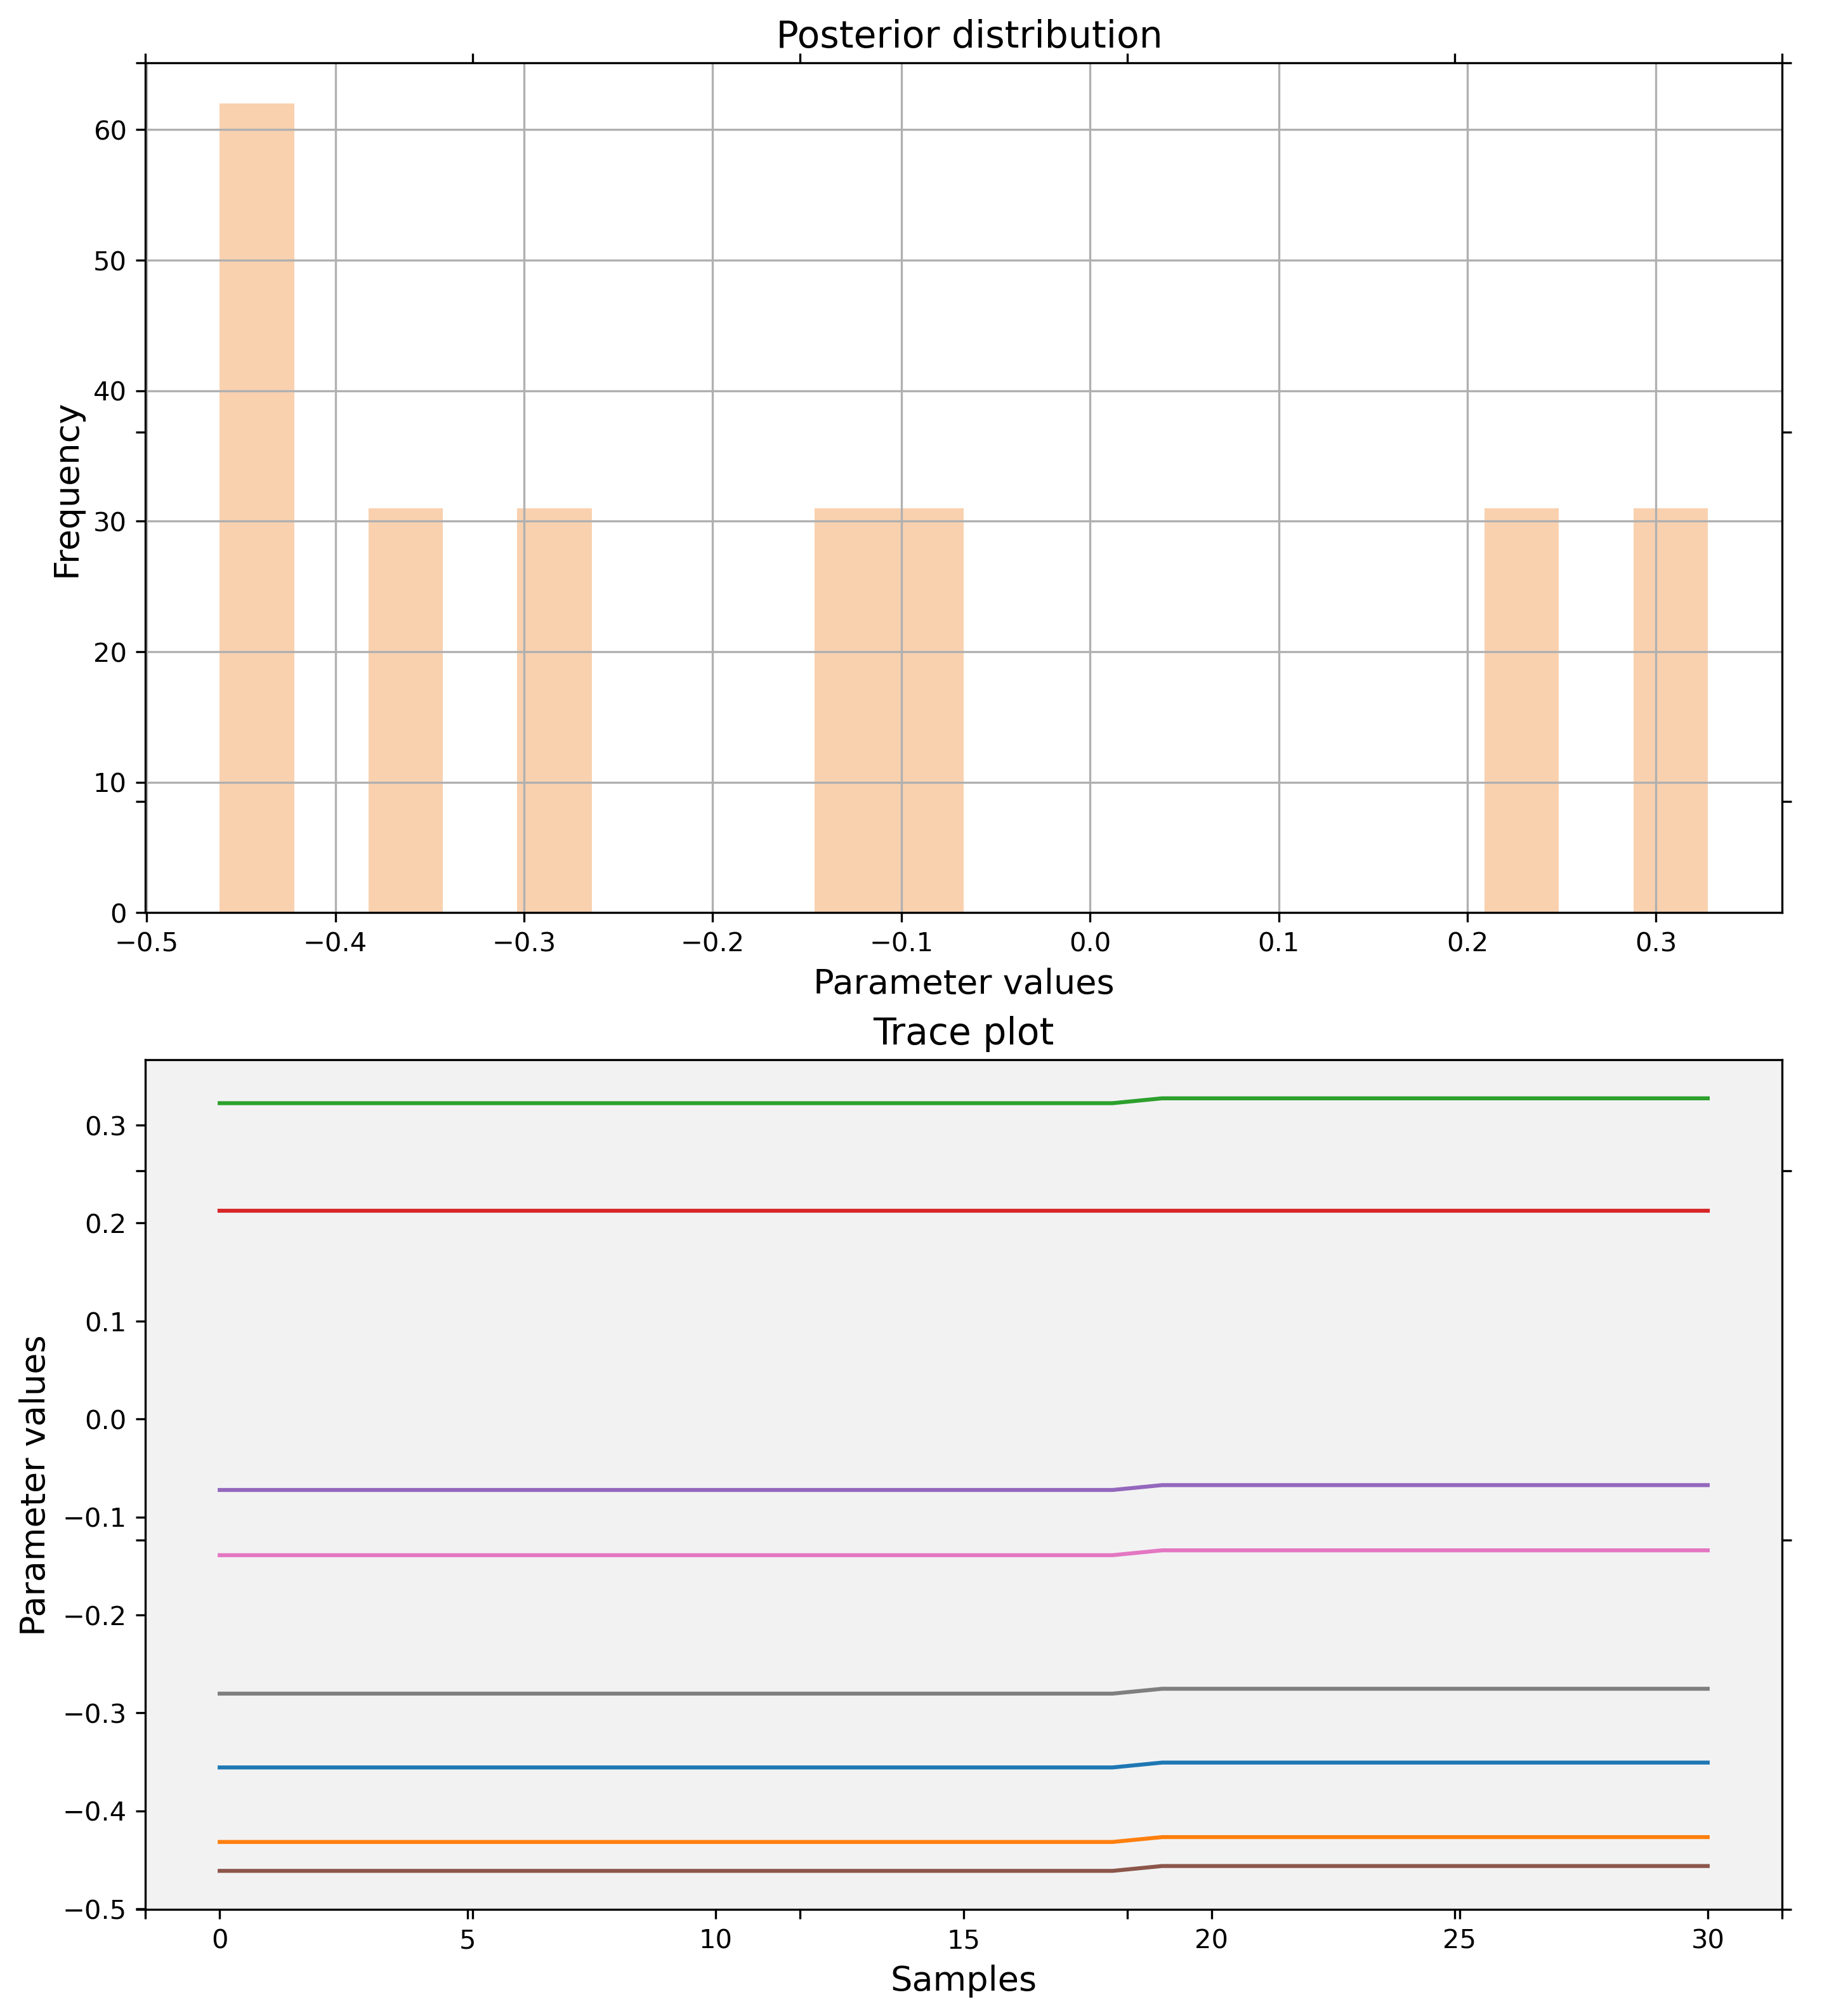 Posterior distribution
60
50
40
30
20
10
0
Frequency
−0.5 −0.4 −0.3 −0.2 −0.1 0.0 0.1 0.2 0.3
Parameter values
Trace plot
0.3
0.2
0.1
0.0
−0.1
−0.2
−0.3
−0.4
−0.5
Parameter values
0 5 10 15 20 25 30
Samples